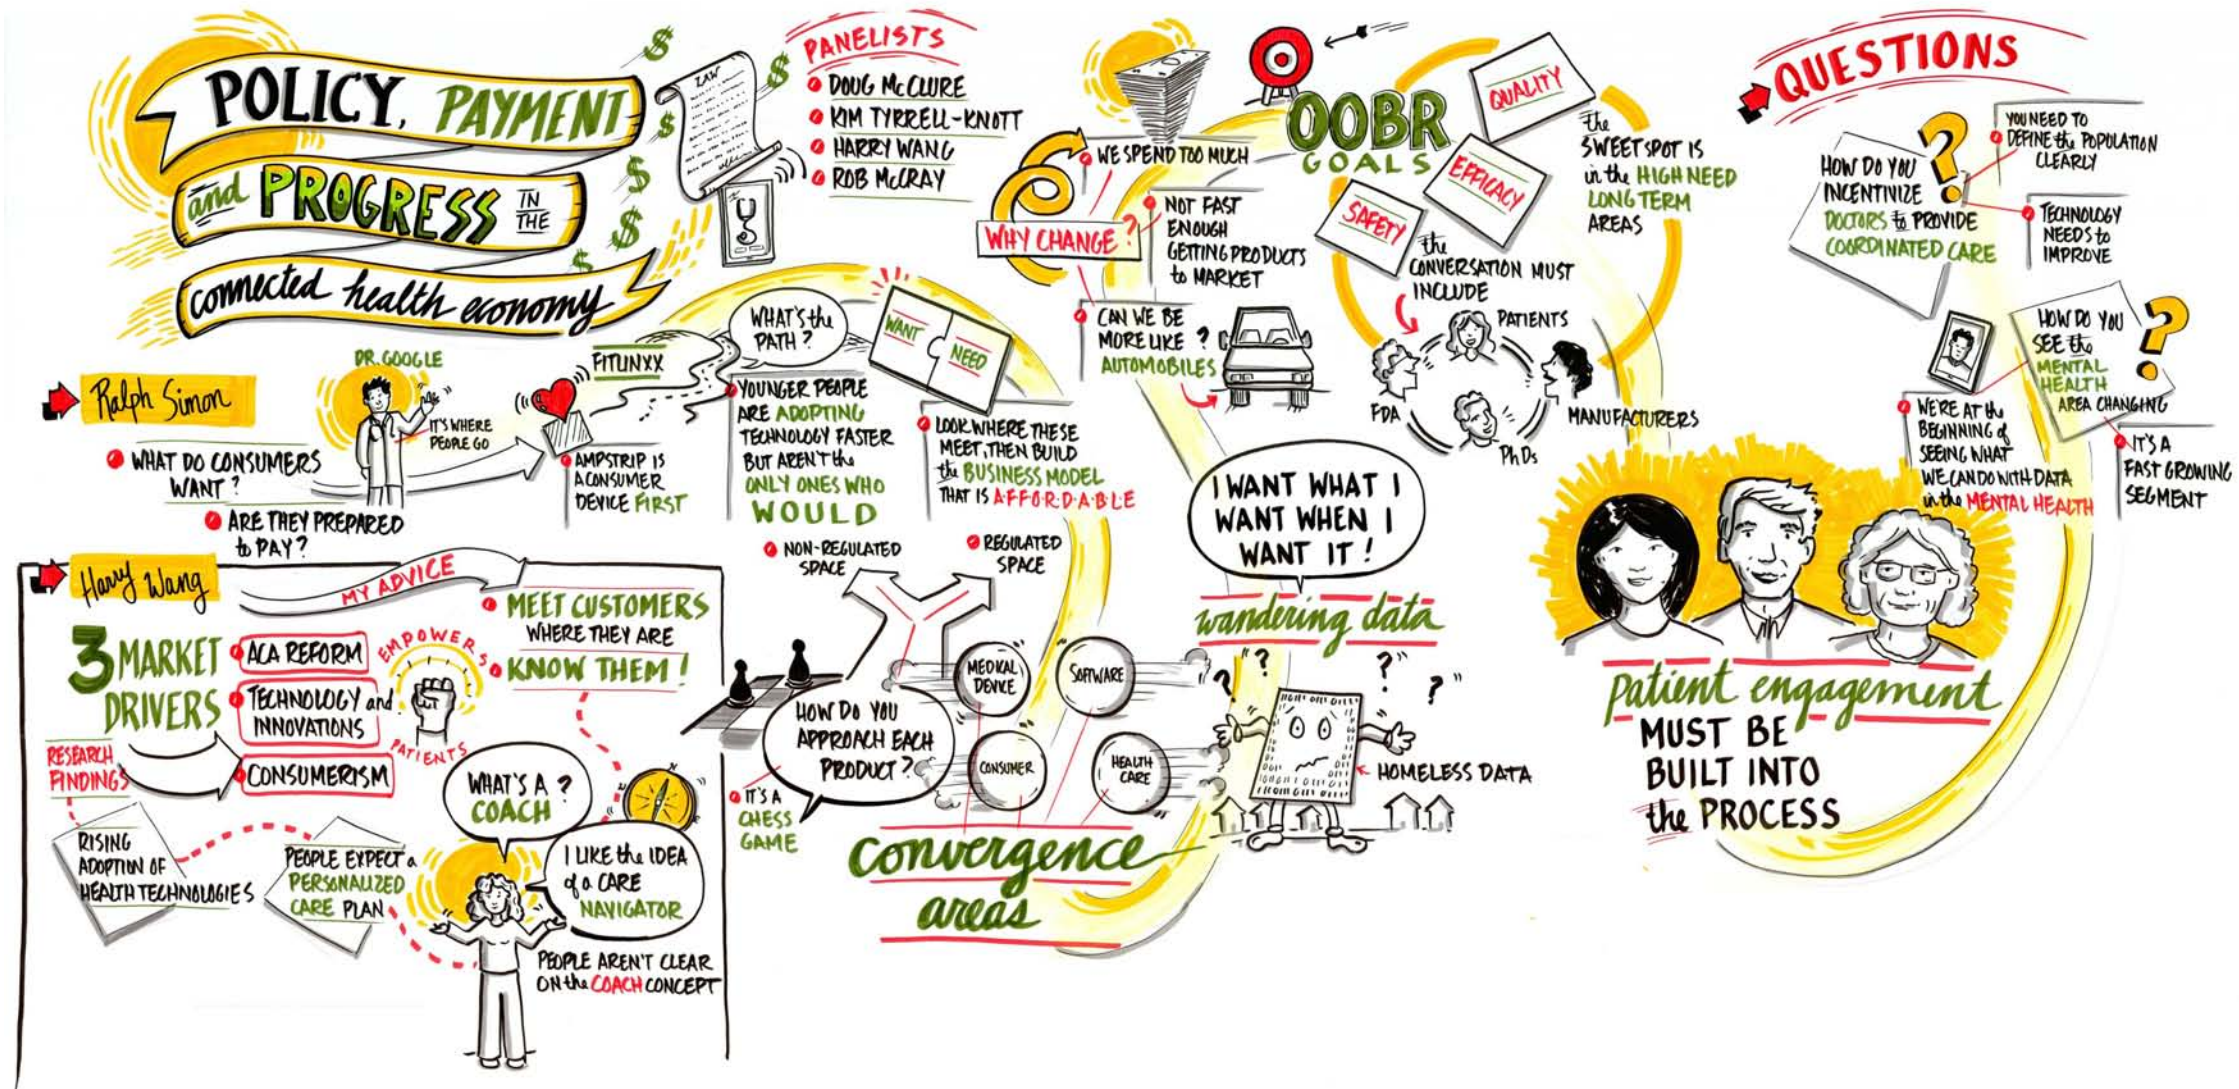 POLICY, PAYMENT
and PROGRESS IN THE
connected health economy
LAW
PANELISTS
DOUG McCLURE
KIM TYRRELL-KNOTT
HARRY WANG
ROB McCRAY
Ralph Simon
WHAT DO CONSUMERS
WANT?
ARE THEY PREPARED
to PAY?
DR. GOOGLE
IT'S WHERE
PEOPLE GO
FITLINXX
AMPSTRIP IS
A CONSUMER
DEVICE FIRST
WHAT'S the
PATH?
YOUNGER PEOPLE
ARE ADOPTING
TECHNOLOGY FASTER
BUT AREN'T the
ONLY ONES WHO
WOULD
WANT
NEED
LOOK WHERE THESE
MEET, THEN BUILD
the BUSINESS MODEL
THAT IS A·F·F·O·R·D·A·B·L·E
Harry Wang
MY ADVICE
MEET CUSTOMERS
WHERE THEY ARE
KNOW THEM!
3 MARKET
DRIVERS
ACA REFORM
TECHNOLOGY and
INNOVATIONS
CONSUMERISM
EMPOWERS
PATIENTS
RESEARCH
FINDINGS
RISING
ADOPTION OF
HEALTH TECHNOLOGIES
PEOPLE EXPECT a
PERSONALIZED
CARE PLAN
WHAT'S A ?
COACH
I LIKE the IDEA
of a CARE
NAVIGATOR
PEOPLE AREN'T CLEAR
ON the COACH CONCEPT
NON-REGULATED
SPACE
REGULATED
SPACE
HOW DO YOU
APPROACH EACH
PRODUCT?
IT'S A
CHESS
GAME
MEDICAL
DEVICE
SOFTWARE
CONSUMER
HEALTH
CARE
convergence
areas
WHY CHANGE?
WE SPEND TOO MUCH
NOT FAST
ENOUGH
GETTING PRODUCTS
to MARKET
CAN WE BE
MORE LIKE ?
AUTOMOBILES
OOBR
GOALS
QUALITY
EFFICACY
SAFETY
the
SWEET SPOT IS
in the HIGH NEED
LONG TERM
AREAS
the
CONVERSATION MUST
INCLUDE
PATIENTS
FDA
MANUFACTURERS
PhDs
I WANT WHAT I
WANT WHEN I
WANT IT!
wandering data
HOMELESS DATA
QUESTIONS
HOW DO YOU
INCENTIVIZE
DOCTORS to PROVIDE
COORDINATED CARE
?
YOU NEED TO
DEFINE the POPULATION
CLEARLY
TECHNOLOGY
NEEDS to
IMPROVE
HOW DO YOU
SEE the
MENTAL
HEALTH
AREA CHANGING
?
WE'RE AT the
BEGINNING of
SEEING WHAT
WE CAN DO WITH DATA
in the MENTAL HEALTH
IT'S A
FAST GROWING
SEGMENT
patient engagement
MUST BE
BUILT INTO
the PROCESS